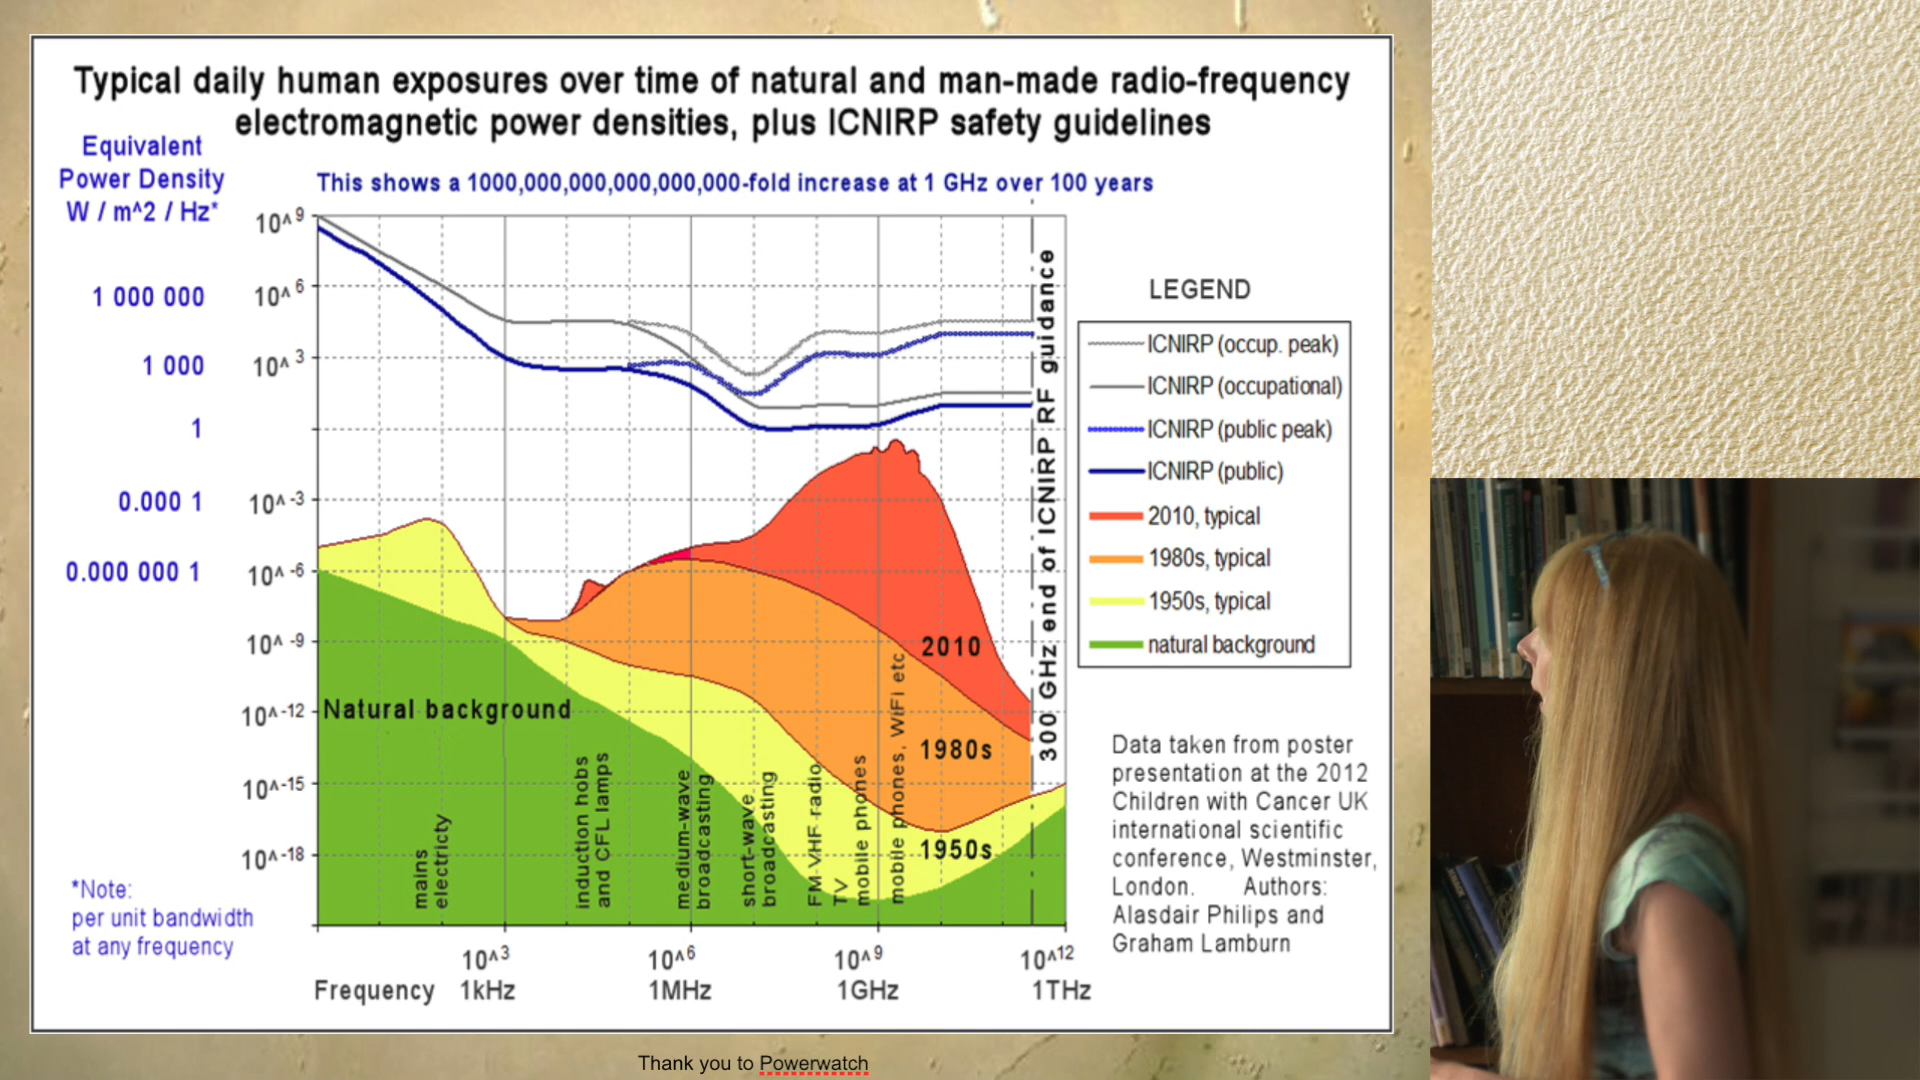 Typical daily human exposures over time of natural and man-made radio-frequency
electromagnetic power densities, plus ICNIRP safety guidelines
Equivalent
Power Density
W / m^2 / Hz*
This shows a 1000,000,000,000,000,000-fold increase at 1 GHz over 100 years
10^9
1 000 000
10^6
1 000
10^3
1
0.000 1
10^-3
0.000 000 1
10^-6
10^-9
10^-12
10^-15
10^-18
*Note:
per unit bandwidth
at any frequency
Natural background
2010
1980s
1950s
mains
electricty
induction hobs
and CFL lamps
medium-wave
broadcasting
short-wave
broadcasting
FM VHF radio
TV
mobile phones
mobile phones, WiFi etc
300 GHz end of ICNIRP RF guidance
10^3
10^6
10^9
10^12
Frequency
1kHz
1MHz
1GHz
1THz
LEGEND
ICNIRP (occup. peak)
ICNIRP (occupational)
ICNIRP (public peak)
ICNIRP (public)
2010, typical
1980s, typical
1950s, typical
natural background
Data taken from poster
presentation at the 2012
Children with Cancer UK
international scientific
conference, Westminster,
London. Authors:
Alasdair Philips and
Graham Lamburn
Thank you to Powerwatch